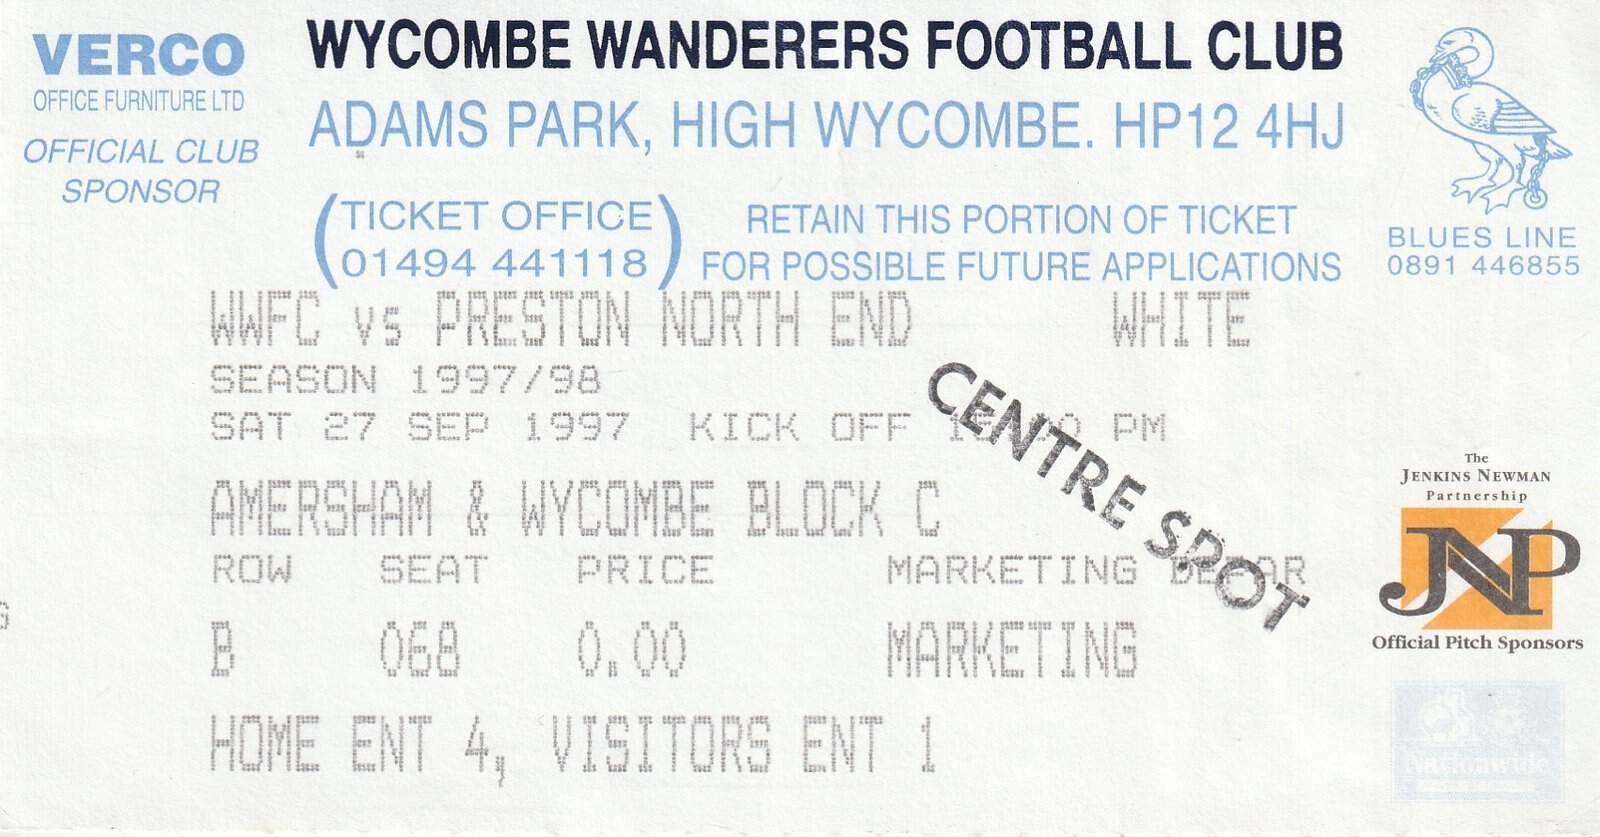 VERCO
OFFICE FURNITURE LTD
OFFICIAL CLUB
SPONSOR
WYCOMBE WANDERERS FOOTBALL CLUB
ADAMS PARK, HIGH WYCOMBE. HP12 4HJ
(TICKET OFFICE
01494 441118)
RETAIN THIS PORTION OF TICKET
FOR POSSIBLE FUTURE APPLICATIONS
BLUES LINE
0891 446855
WWFC vs PRESTON NORTH END WHITE
SEASON 1997/98
SAT 27 SEP 1997 KICK OFF PM
CENTRE SPOT
AMERSHAM & WYCOMBE BLOCK C
ROW SEAT PRICE MARKETING
B 068 0.00 MARKETING
HOME ENT 4, VISITORS ENT 1
The
JENKINS NEWMAN
Partnership
JNP
Official Pitch Sponsors
Nationwide